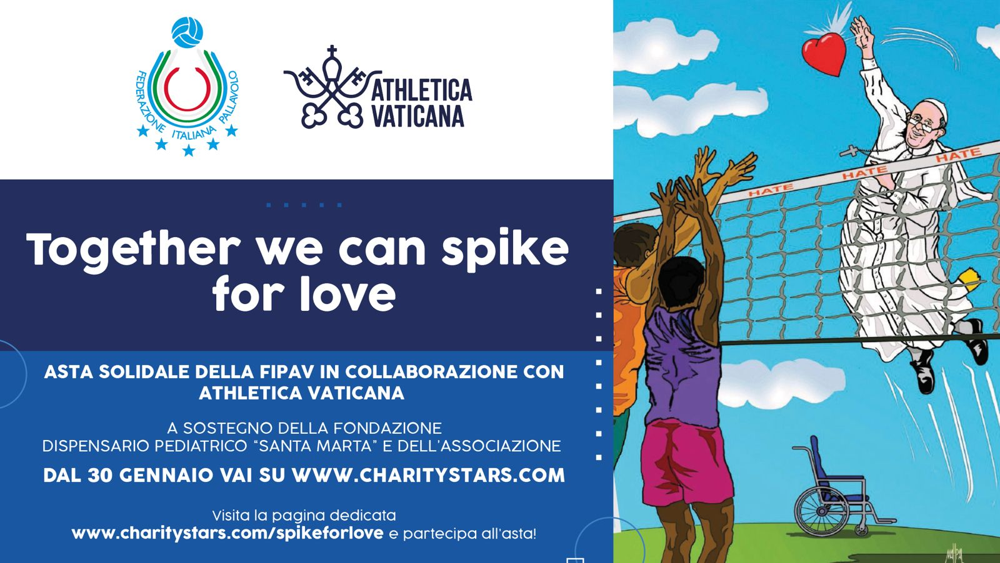 FEDERAZIONE ITALIANA PALLAVOLO
ATHLETICA
VATICANA
Together we can spike
for love
ASTA SOLIDALE DELLA FIPAV IN COLLABORAZIONE CON
ATHLETICA VATICANA
A SOSTEGNO DELLA FONDAZIONE
DISPENSARIO PEDIATRICO “SANTA MARTA” E DELL’ASSOCIAZIONE
DAL 30 GENNAIO VAI SU WWW.CHARITYSTARS.COM
Visita la pagina dedicata
www.charitystars.com/spikeforlove e partecipa all’asta!
HATE HATE HATE